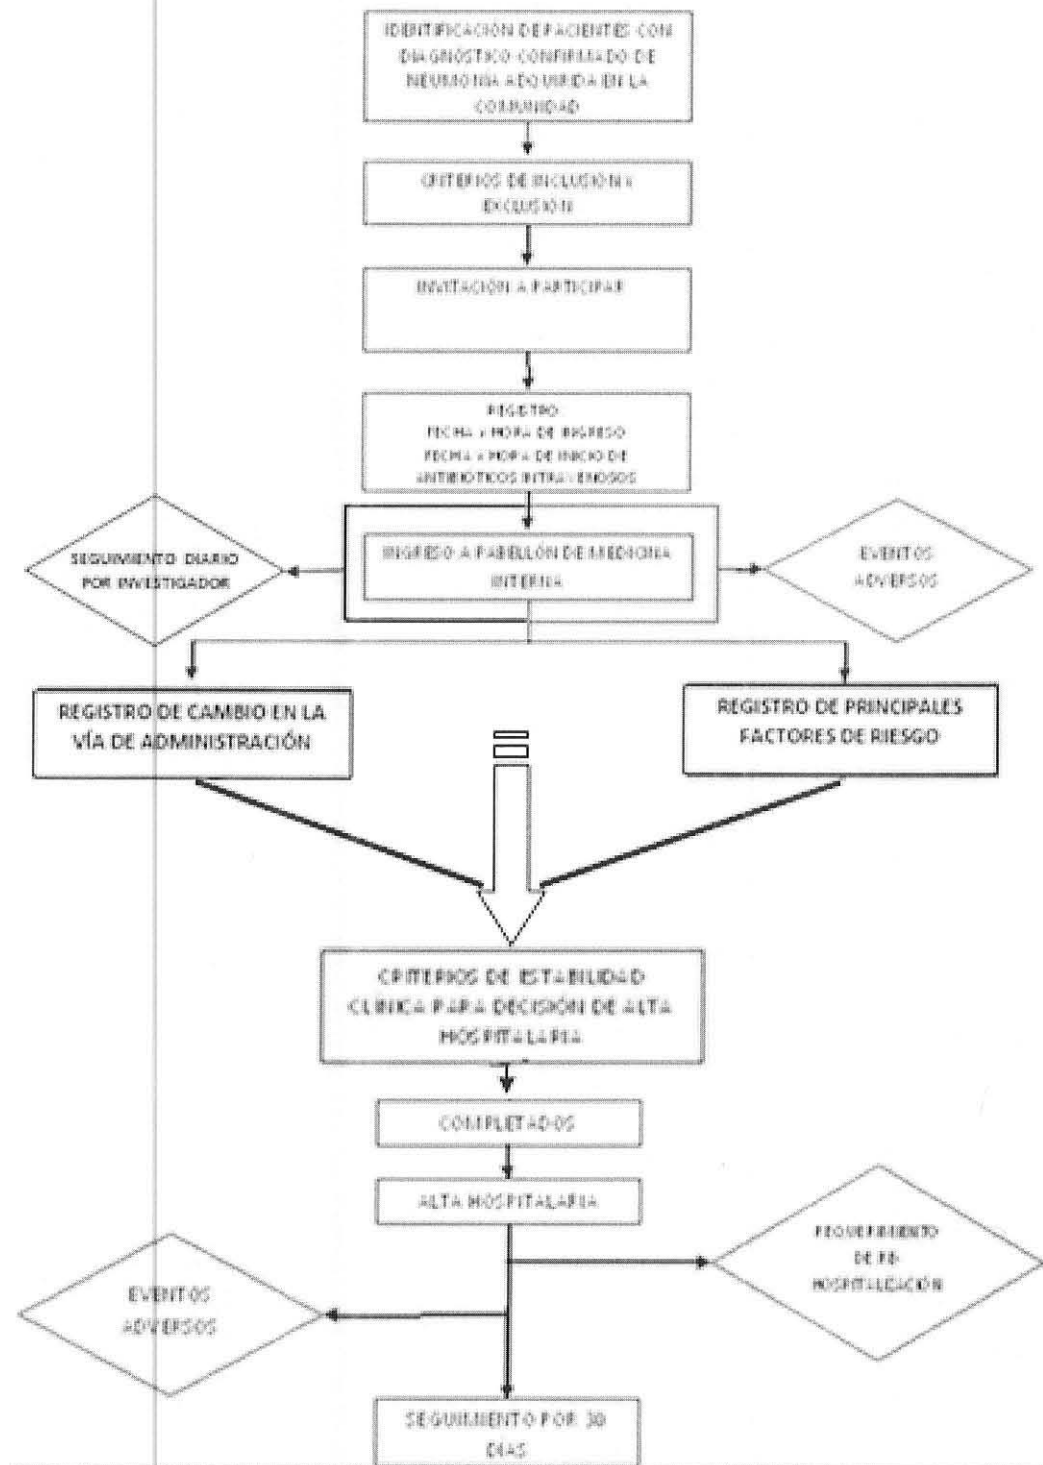 IDENTIFICACIÓN DE PACIENTES CON
DIAGNÓSTICO CONFIRMADO DE
NEUMONIA ADQUIRIDA EN LA
COMUNIDAD
CRITERIOS DE INCLUSIÓN Y
EXCLUSIÓN
INVITACIÓN A PARTICIPAR
REGISTRO
FECHA Y HORA DE INGRESO
FECHA Y HORA DE INICIO DE
ANTIBIÓTICOS INTRAVENOSOS
INGRESO A PABELLÓN DE MEDICINA
INTERNA
SEGUIMIENTO DIARIO
POR INVESTIGADOR
EVENTOS
ADVERSOS
REGISTRO DE CAMBIO EN LA
VÍA DE ADMINISTRACIÓN
REGISTRO DE PRINCIPALES
FACTORES DE RIESGO
CRITERIOS DE ESTABILIDAD
CLINICA PARA DECISIÓN DE ALTA
HOSPITALARIA
COMPLETADOS
ALTA HOSPITALARIA
REQUERIMIENTO
DE RE-
HOSPITALIZACIÓN
EVENTOS
ADVERSOS
SEGUIMIENTO POR 30
DÍAS